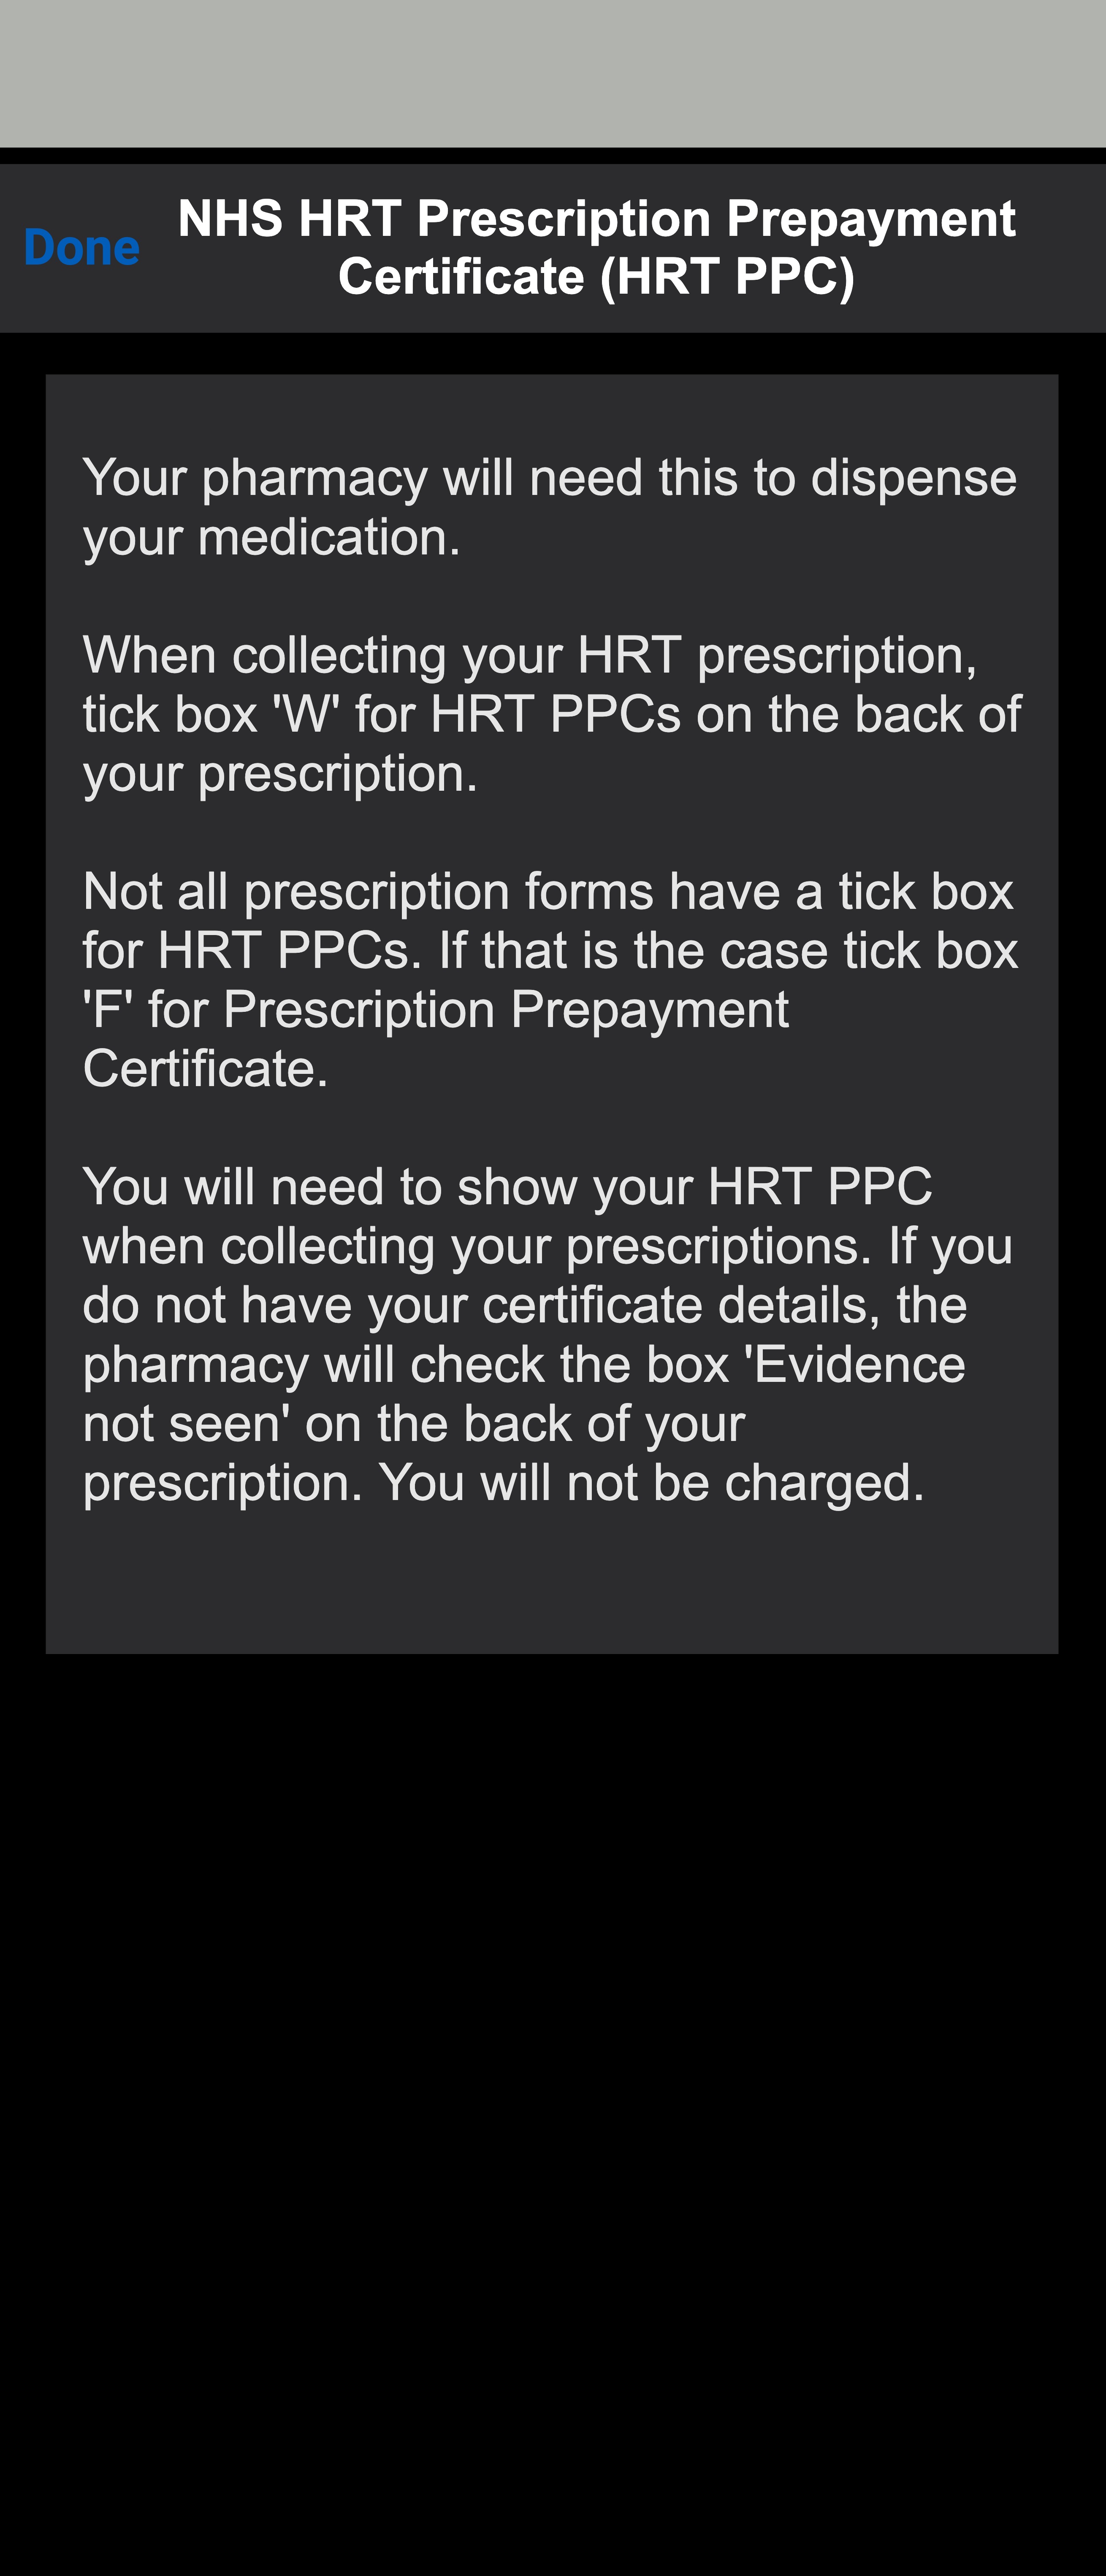 Done
NHS HRT Prescription Prepayment
Certificate (HRT PPC)
Your pharmacy will need this to dispense
your medication.
When collecting your HRT prescription,
tick box 'W' for HRT PPCs on the back of
your prescription.
Not all prescription forms have a tick box
for HRT PPCs. If that is the case tick box
'F' for Prescription Prepayment
Certificate.
You will need to show your HRT PPC
when collecting your prescriptions. If you
do not have your certificate details, the
pharmacy will check the box 'Evidence
not seen' on the back of your
prescription. You will not be charged.